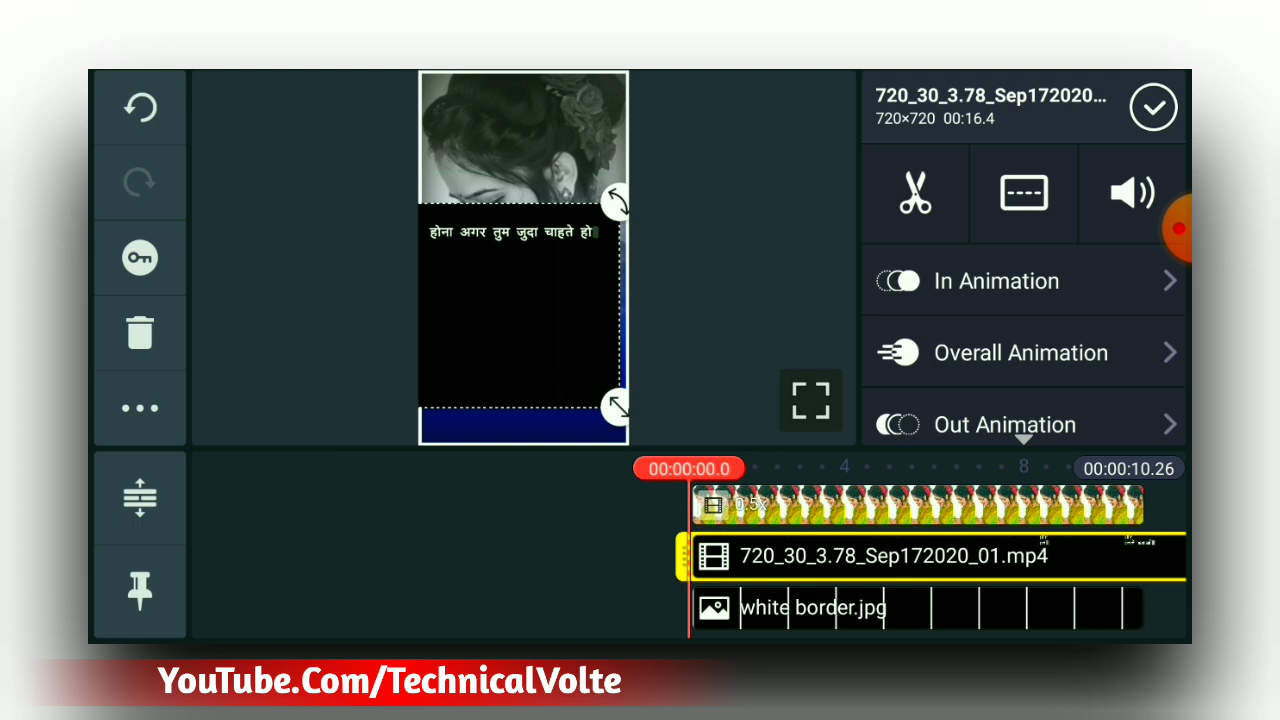 720_30_3.78_Sep172020...
720×720 00:16.4
होना अगर तुम जुदा चाहते हो
In Animation
Overall Animation
Out Animation
00:00:00.0
4
8
00:00:10.26
0.5x
720_30_3.78_Sep172020_01.mp4
white border.jpg
YouTube.Com/TechnicalVolte